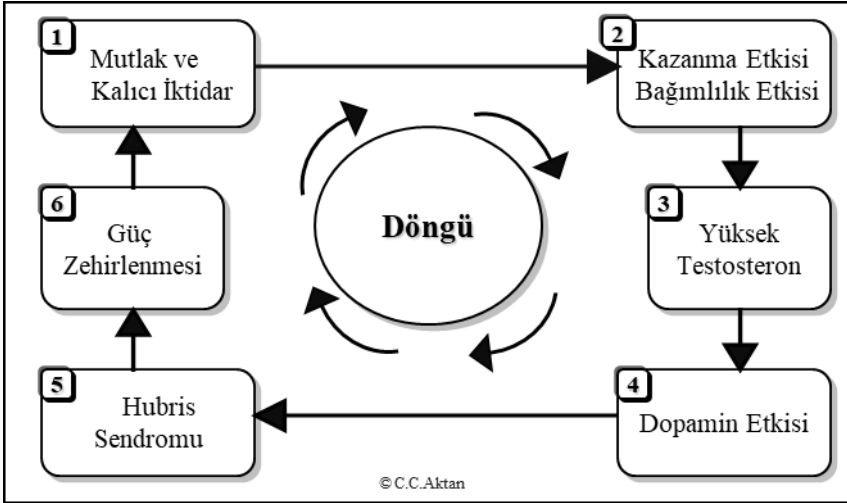 1
Mutlak ve
Kalıcı İktidar
2
Kazanma Etkisi
Bağımlılık Etkisi
3
Yüksek
Testosteron
4
Dopamin Etkisi
5
Hubris
Sendromu
6
Güç
Zehirlenmesi
Döngü
© C.C.Aktan